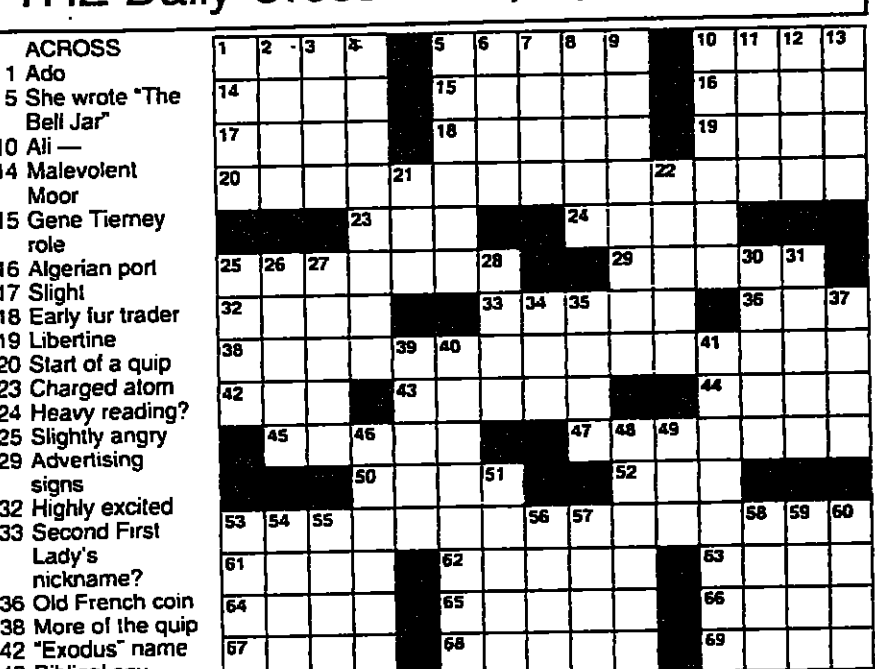 ACROSS
1 Ado
5 She wrote "The
Bell Jar"
10 Ali —
14 Malevolent
Moor
15 Gene Tierney
role
16 Algerian port
17 Slight
18 Early fur trader
19 Libertine
20 Start of a quip
23 Charged atom
24 Heavy reading?
25 Slightly angry
29 Advertising
signs
32 Highly excited
33 Second First
Lady's
nickname?
36 Old French coin
38 More of the quip
42 "Exodus" name
1 2 3 4 5 6 7 8 9 10 11 12 13
14 15 16
17 18 19
20 21 22
23 24
25 26 27 28 29 30 31
32 33 34 35 36 37
38 39 40 41
42 43 44
45 46 47 48 49
50 51 52
53 54 55 56 57 58 59 60
61 62 63
64 65 66
67 68 69